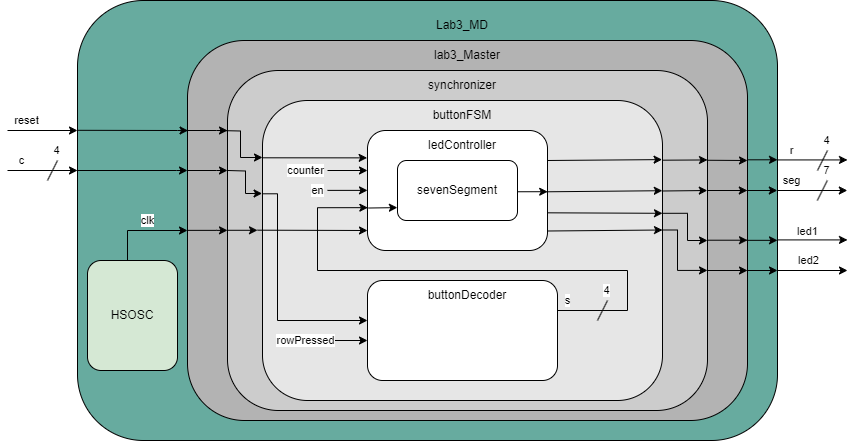 Lab3_MD
lab3_Master
synchronizer
buttonFSM
reset
ledController
4
r
4
c
counter
7
seg
en
sevenSegment
clk
led1
led2
HSOSC
buttonDecoder
4
s
rowPressed